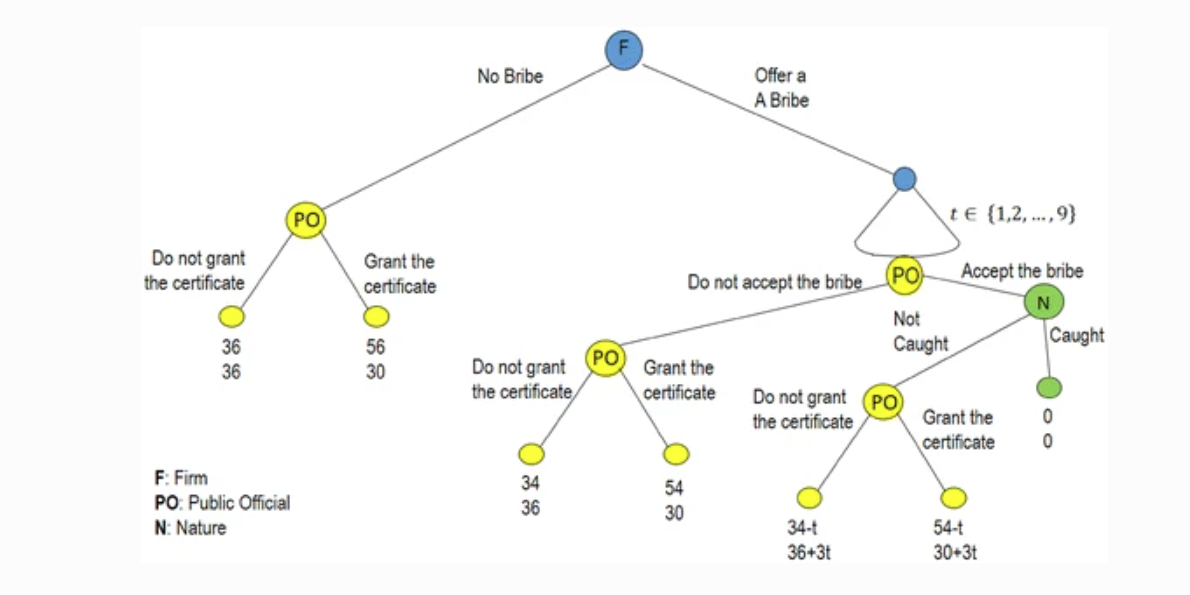 F
No Bribe
Offer a
A Bribe
t ∈ {1,2, ... , 9}
PO
Do not grant
the certificate
Grant the
certificate
36
36
56
30
PO
Do not accept the bribe
Accept the bribe
N
Not
Caught
Caught
0
0
PO
Do not grant
the certificate
Grant the
certificate
34
36
54
30
PO
Do not grant
the certificate
Grant the
certificate
34-t
36+3t
54-t
30+3t
F: Firm
PO: Public Official
N: Nature